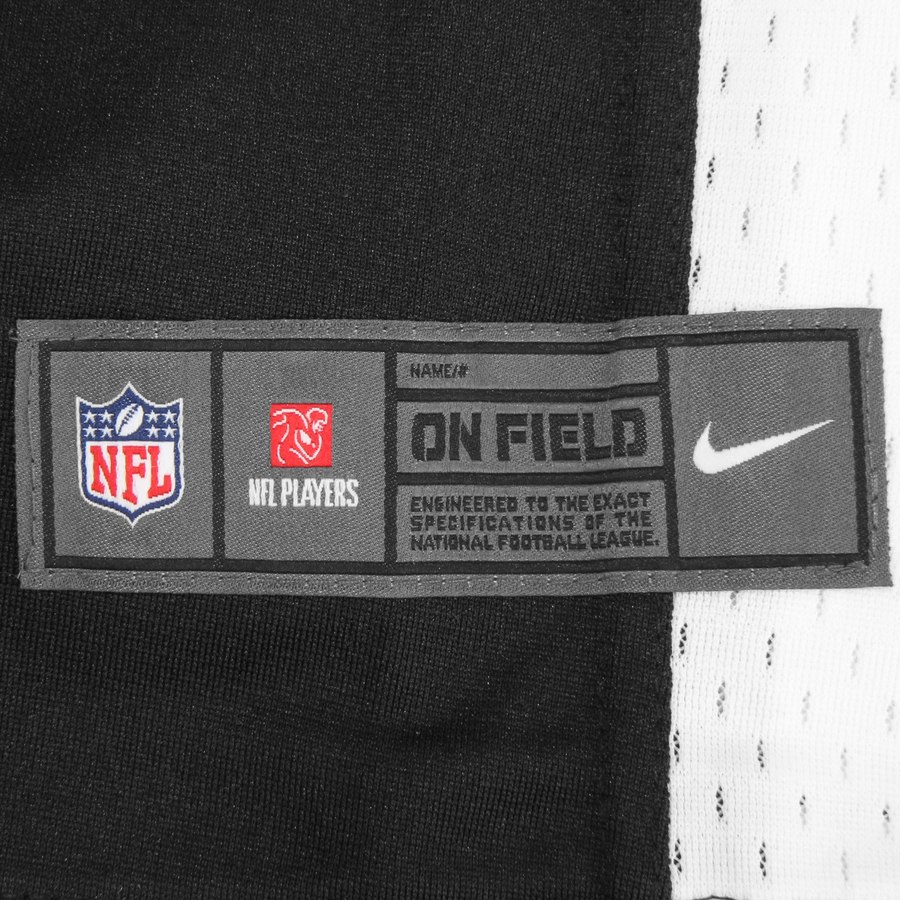 NFL
NFL PLAYERS
NAME/#
ON FIELD
ENGINEERED TO THE EXACT
SPECIFICATIONS OF THE
NATIONAL FOOTBALL LEAGUE.